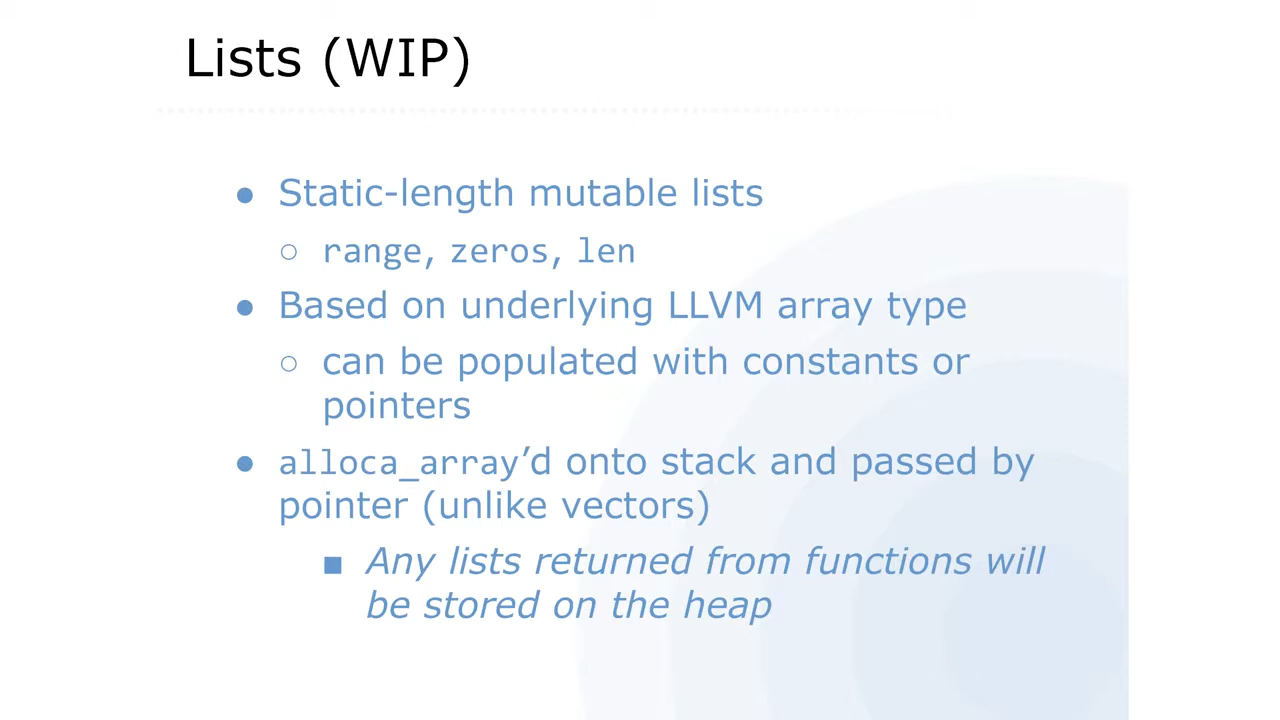 Lists (WIP)
● Static-length mutable lists
○ range, zeros, len
● Based on underlying LLVM array type
○ can be populated with constants or
pointers
● alloca_array’d onto stack and passed by
pointer (unlike vectors)
■ Any lists returned from functions will
be stored on the heap